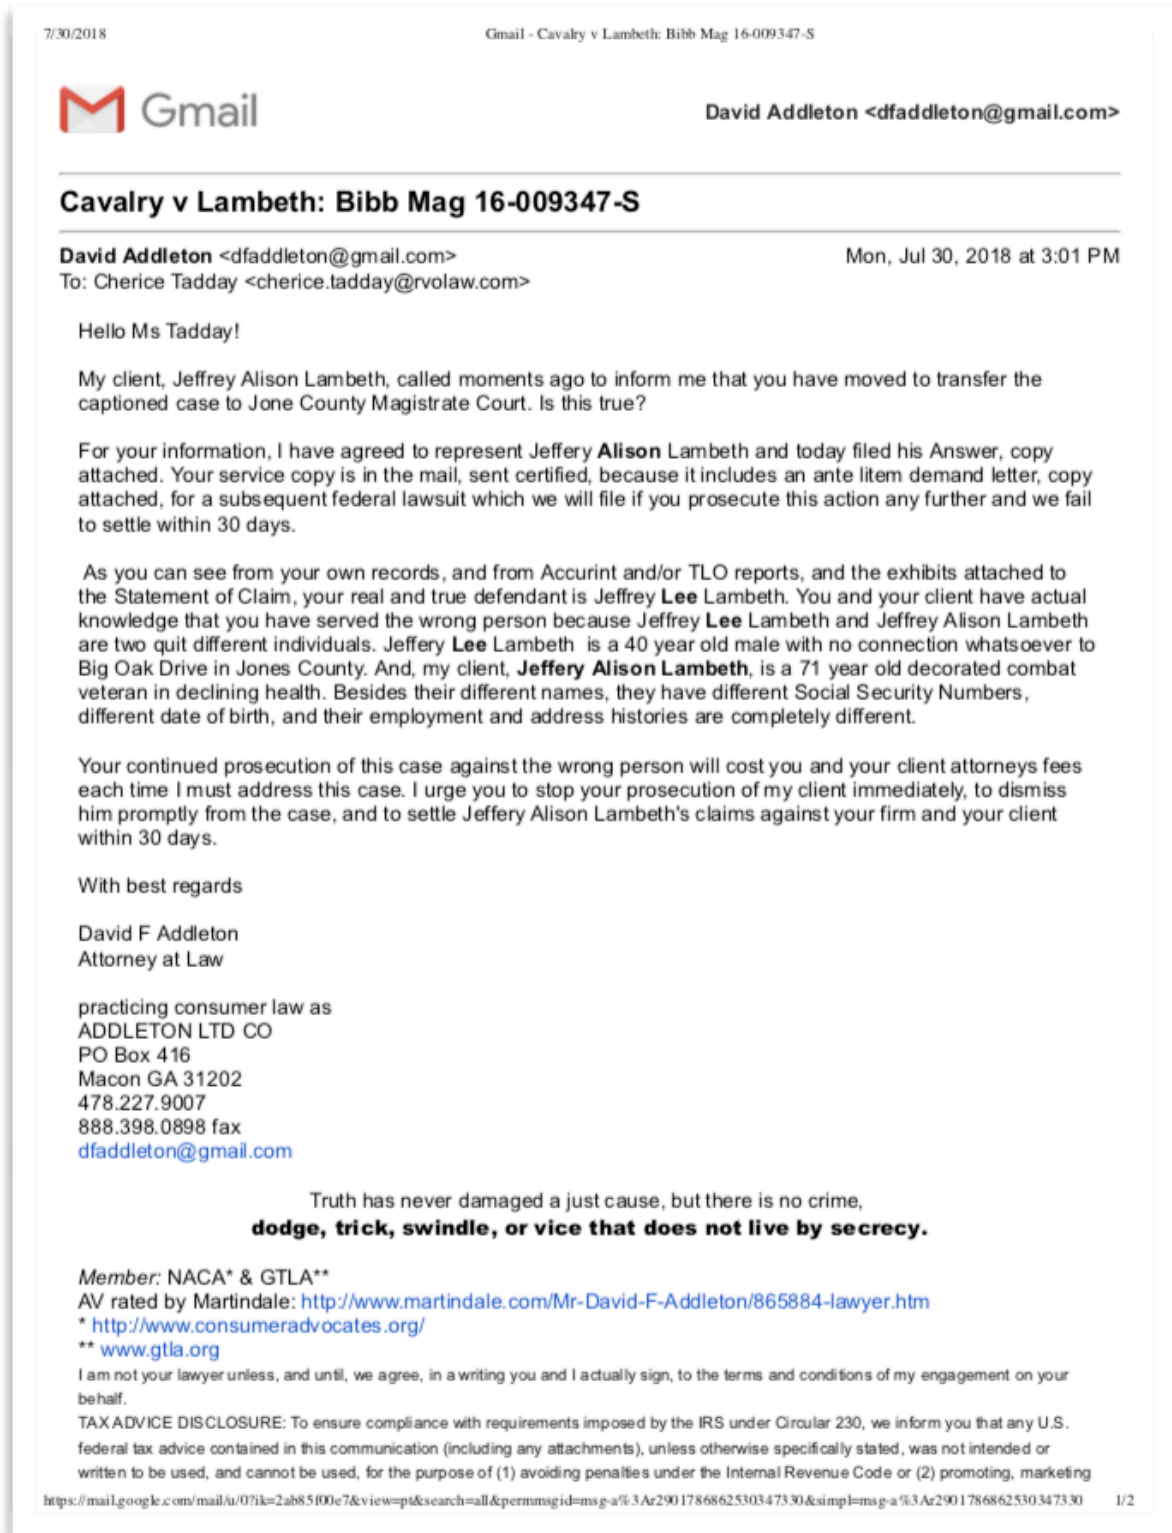 7/30/2018
Gmail - Cavalry v Lambeth: Bibb Mag 16-009347-S
Gmail
David Addleton <dfaddleton@gmail.com>
Cavalry v Lambeth: Bibb Mag 16-009347-S
David Addleton <dfaddleton@gmail.com>
Mon, Jul 30, 2018 at 3:01 PM
To: Cherice Tadday <cherice.tadday@rvolaw.com>
Hello Ms Tadday!
My client, Jeffrey Alison Lambeth, called moments ago to inform me that you have moved to transfer the
captioned case to Jone County Magistrate Court. Is this true?
For your information, I have agreed to represent Jeffery Alison Lambeth and today filed his Answer, copy
attached. Your service copy is in the mail, sent certified, because it includes an ante litem demand letter, copy
attached, for a subsequent federal lawsuit which we will file if you prosecute this action any further and we fail
to settle within 30 days.
As you can see from your own records, and from Accurint and/or TLO reports, and the exhibits attached to
the Statement of Claim, your real and true defendant is Jeffrey Lee Lambeth. You and your client have actual
knowledge that you have served the wrong person because Jeffrey Lee Lambeth and Jeffrey Alison Lambeth
are two quit different individuals. Jeffery Lee Lambeth is a 40 year old male with no connection whatsoever to
Big Oak Drive in Jones County. And, my client, Jeffery Alison Lambeth, is a 71 year old decorated combat
veteran in declining health. Besides their different names, they have different Social Security Numbers,
different date of birth, and their employment and address histories are completely different.
Your continued prosecution of this case against the wrong person will cost you and your client attorneys fees
each time I must address this case. I urge you to stop your prosecution of my client immediately, to dismiss
him promptly from the case, and to settle Jeffery Alison Lambeth's claims against your firm and your client
within 30 days.
With best regards
David F Addleton
Attorney at Law
practicing consumer law as
ADDLETON LTD CO
PO Box 416
Macon GA 31202
478.227.9007
888.398.0898 fax
dfaddleton@gmail.com
Truth has never damaged a just cause, but there is no crime,
dodge, trick, swindle, or vice that does not live by secrecy.
Member: NACA* & GTLA**
AV rated by Martindale: http://www.martindale.com/Mr-David-F-Addleton/865884-lawyer.htm
* http://www.consumeradvocates.org/
** www.gtla.org
I am not your lawyer unless, and until, we agree, in a writing you and I actually sign, to the terms and conditions of my engagement on your
behalf.
TAX ADVICE DISCLOSURE: To ensure compliance with requirements imposed by the IRS under Circular 230, we inform you that any U.S.
federal tax advice contained in this communication (including any attachments), unless otherwise specifically stated, was not intended or
written to be used, and cannot be used, for the purpose of (1) avoiding penalties under the Internal Revenue Code or (2) promoting, marketing
https://mail.google.com/mail/u/0?ik=2ab85f00e7&view=pt&search=all&permmsgid=msg-a%3Ar2901786862530347330&simpl=msg-a%3Ar2901786862530347330
1/2